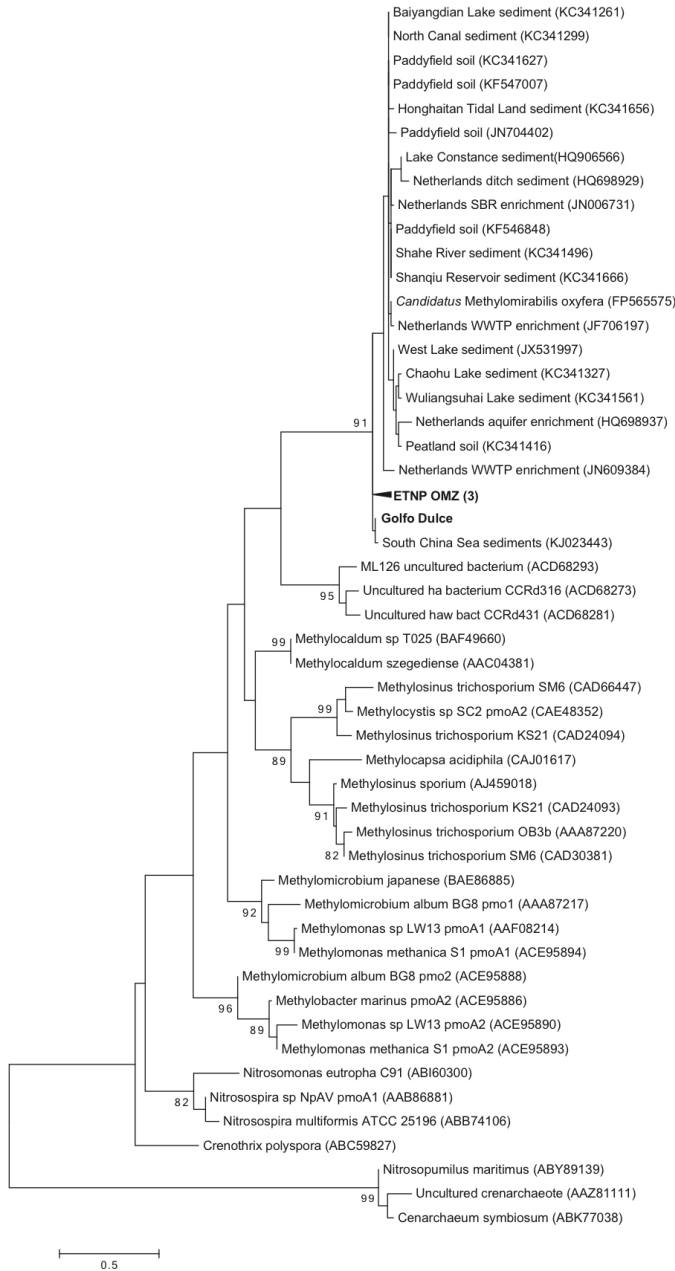 Baiyangdian Lake sediment (KC341261)
North Canal sediment (KC341299)
Paddyfield soil (KC341627)
Paddyfield soil (KF547007)
Honghaitan Tidal Land sediment (KC341656)
Paddyfield soil (JN704402)
Lake Constance sediment(HQ906566)
Netherlands ditch sediment (HQ698929)
Netherlands SBR enrichment (JN006731)
Paddyfield soil (KF546848)
Shahe River sediment (KC341496)
Shanqiu Reservoir sediment (KC341666)
Candidatus Methylomirabilis oxyfera (FP565575)
Netherlands WWTP enrichment (JF706197)
West Lake sediment (JX531997)
Chaohu Lake sediment (KC341327)
Wuliangsuhai Lake sediment (KC341561)
Netherlands aquifer enrichment (HQ698937)
91
Peatland soil (KC341416)
Netherlands WWTP enrichment (JN609384)
ETNP OMZ (3)
Golfo Dulce
South China Sea sediments (KJ023443)
ML126 uncultured bacterium (ACD68293)
95
Uncultured ha bacterium CCRd316 (ACD68273)
Uncultured haw bact CCRd431 (ACD68281)
99
Methylocaldum sp T025 (BAF49660)
Methylocaldum szegediense (AAC04381)
Methylosinus trichosporium SM6 (CAD66447)
99
Methylocystis sp SC2 pmoA2 (CAE48352)
Methylosinus trichosporium KS21 (CAD24094)
89
Methylocapsa acidiphila (CAJ01617)
Methylosinus sporium (AJ459018)
91
Methylosinus trichosporium KS21 (CAD24093)
Methylosinus trichosporium OB3b (AAA87220)
82
Methylosinus trichosporium SM6 (CAD30381)
Methylomicrobium japanese (BAE86885)
92
Methylomicrobium album BG8 pmo1 (AAA87217)
Methylomonas sp LW13 pmoA1 (AAF08214)
99
Methylomonas methanica S1 pmoA1 (ACE95894)
Methylomicrobium album BG8 pmo2 (ACE95888)
96
Methylobacter marinus pmoA2 (ACE95886)
89
Methylomonas sp LW13 pmoA2 (ACE95890)
Methylomonas methanica S1 pmoA2 (ACE95893)
Nitrosomonas eutropha C91 (ABI60300)
82
Nitrosospira sp NpAV pmoA1 (AAB86881)
Nitrosospira multiformis ATCC 25196 (ABB74106)
Crenothrix polyspora (ABC59827)
Nitrosopumilus maritimus (ABY89139)
99
Uncultured crenarchaeote (AAZ81111)
Cenarchaeum symbiosum (ABK77038)
0.5